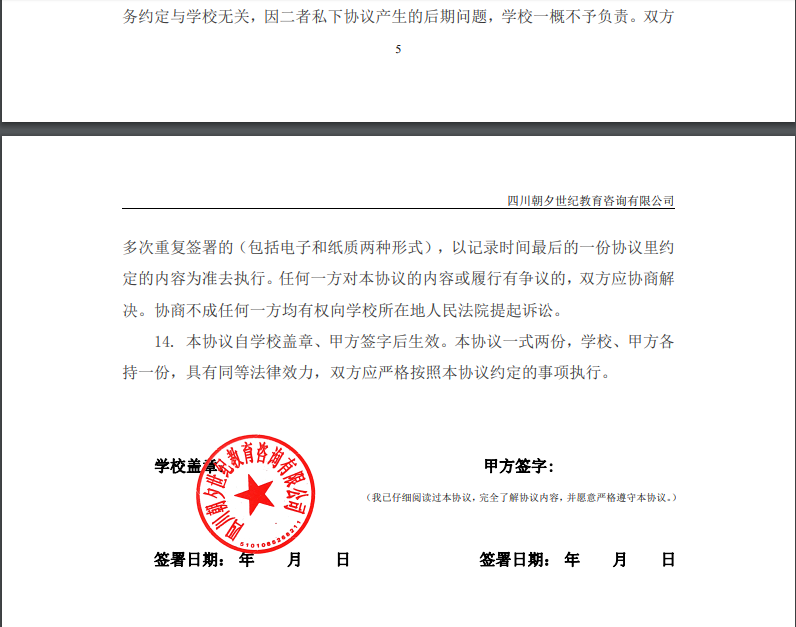 务约定与学校无关，因二者私下协议产生的后期问题，学校一概不予负责。双方
5
四川朝夕世纪教育咨询有限公司
多次重复签署的（包括电子和纸质两种形式），以记录时间最后的一份协议里约
定的内容为准去执行。任何一方对本协议的内容或履行有争议的，双方应协商解
决。协商不成任何一方均有权向学校所在地人民法院提起诉讼。
14. 本协议自学校盖章、甲方签字后生效。本协议一式两份，学校、甲方各
持一份，具有同等法律效力，双方应严格按照本协议约定的事项执行。
学校盖章
甲方签字:
（我已仔细阅读过本协议，完全了解协议内容，并愿意严格遵守本协议。）
四川朝夕世纪教育咨询有限公司
签署日期： 年 月 日
签署日期： 年 月 日